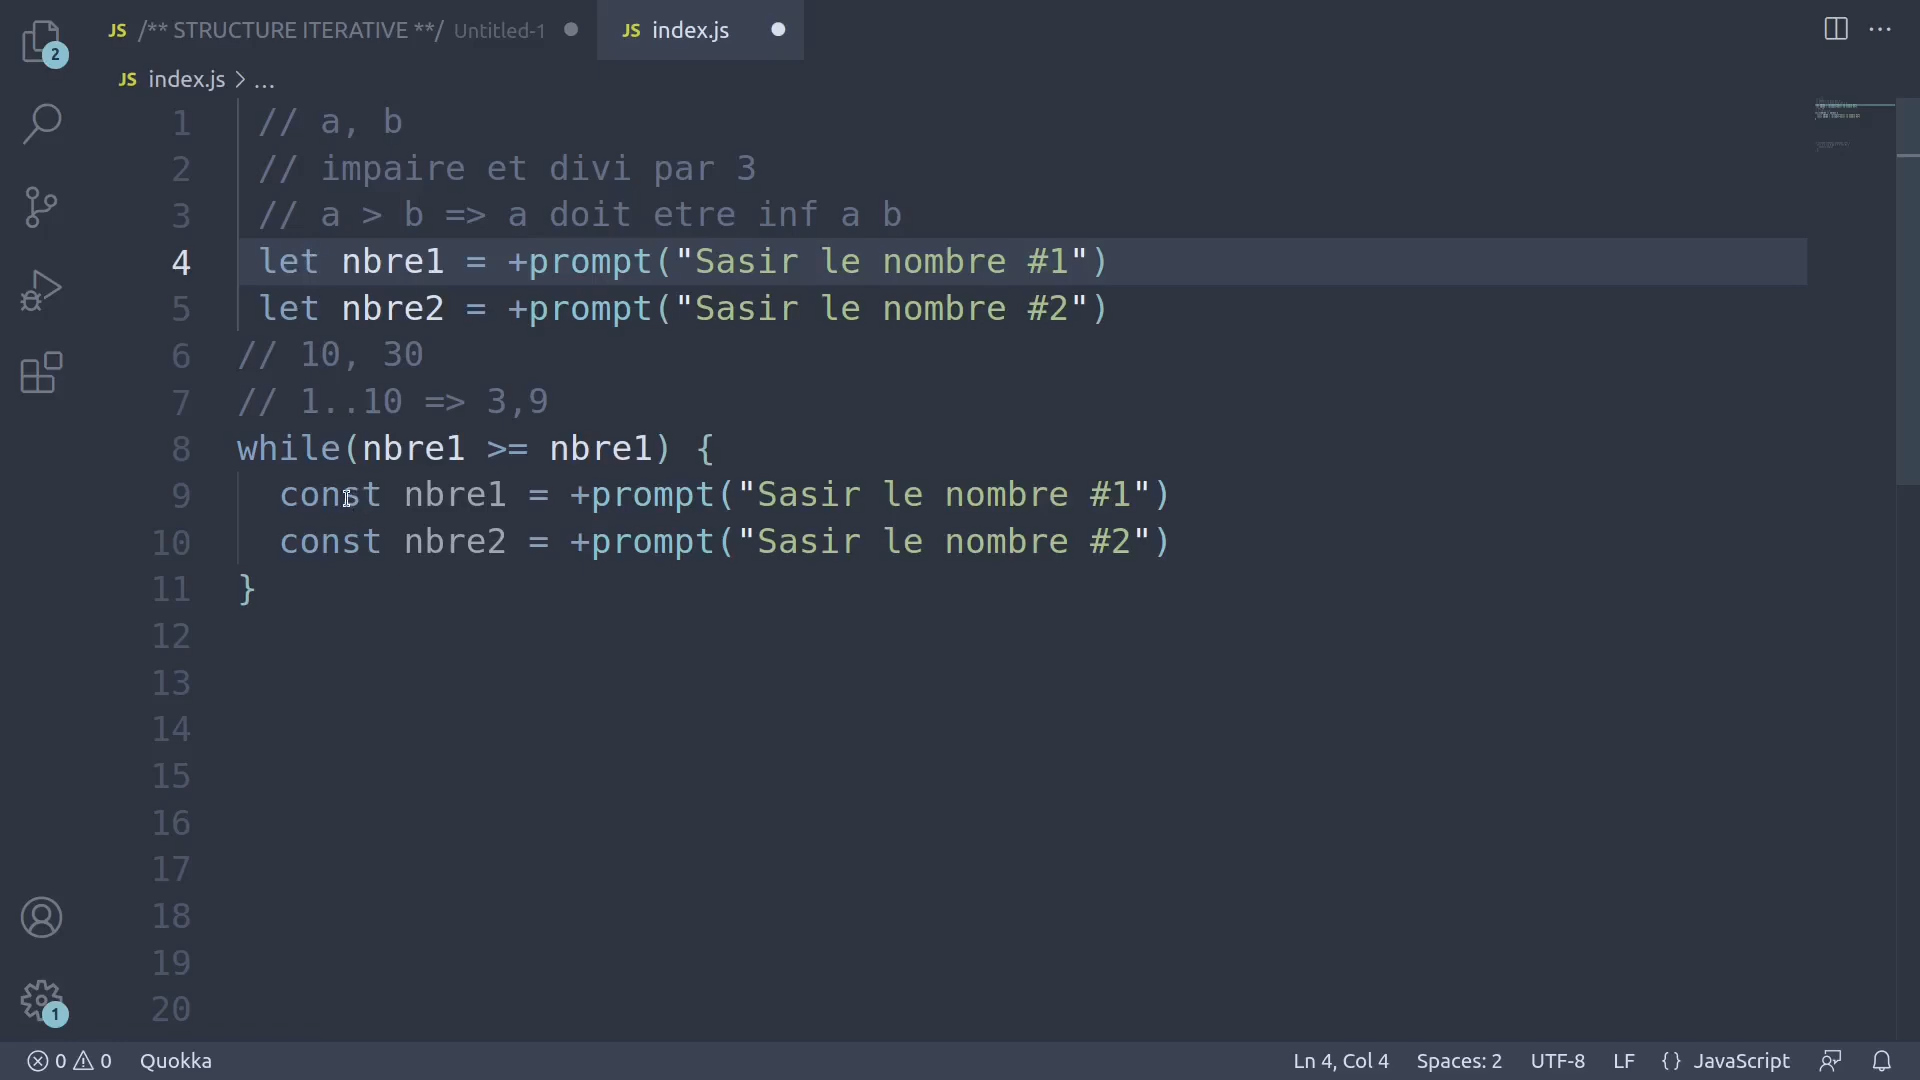 JS /** STRUCTURE ITERATIVE **/ Untitled-1 JS index.js
2
JS index.js > ...
1 // a, b
2 // impaire et divi par 3
3 // a > b => a doit etre inf a b
4 let nbre1 = +prompt("Sasir le nombre #1")
5 let nbre2 = +prompt("Sasir le nombre #2")
6 // 10, 30
7 // 1..10 => 3,9
8 while(nbre1 >= nbre1) {
9 const nbre1 = +prompt("Sasir le nombre #1")
10 const nbre2 = +prompt("Sasir le nombre #2")
11 }
12
13
14
15
16
17
18
19
20
1
0 0 Quokka Ln 4, Col 4 Spaces: 2 UTF-8 LF {} JavaScript